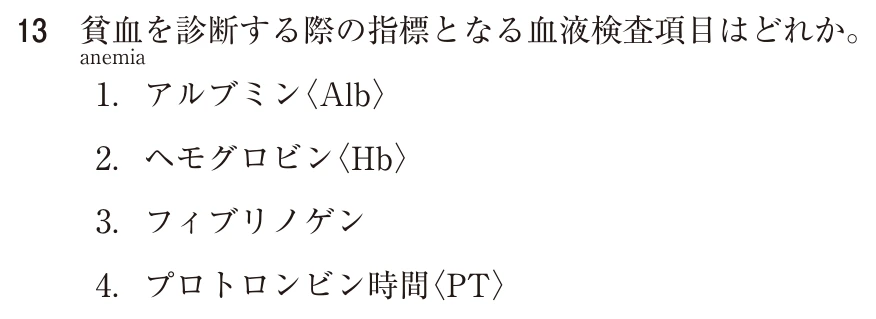 13 貧血を診断する際の指標となる血液検査項目はどれか。
anemia
1. アルブミン〈Alb〉
2. ヘモグロビン〈Hb〉
3. フィブリノゲン
4. プロトロンビン時間〈PT〉